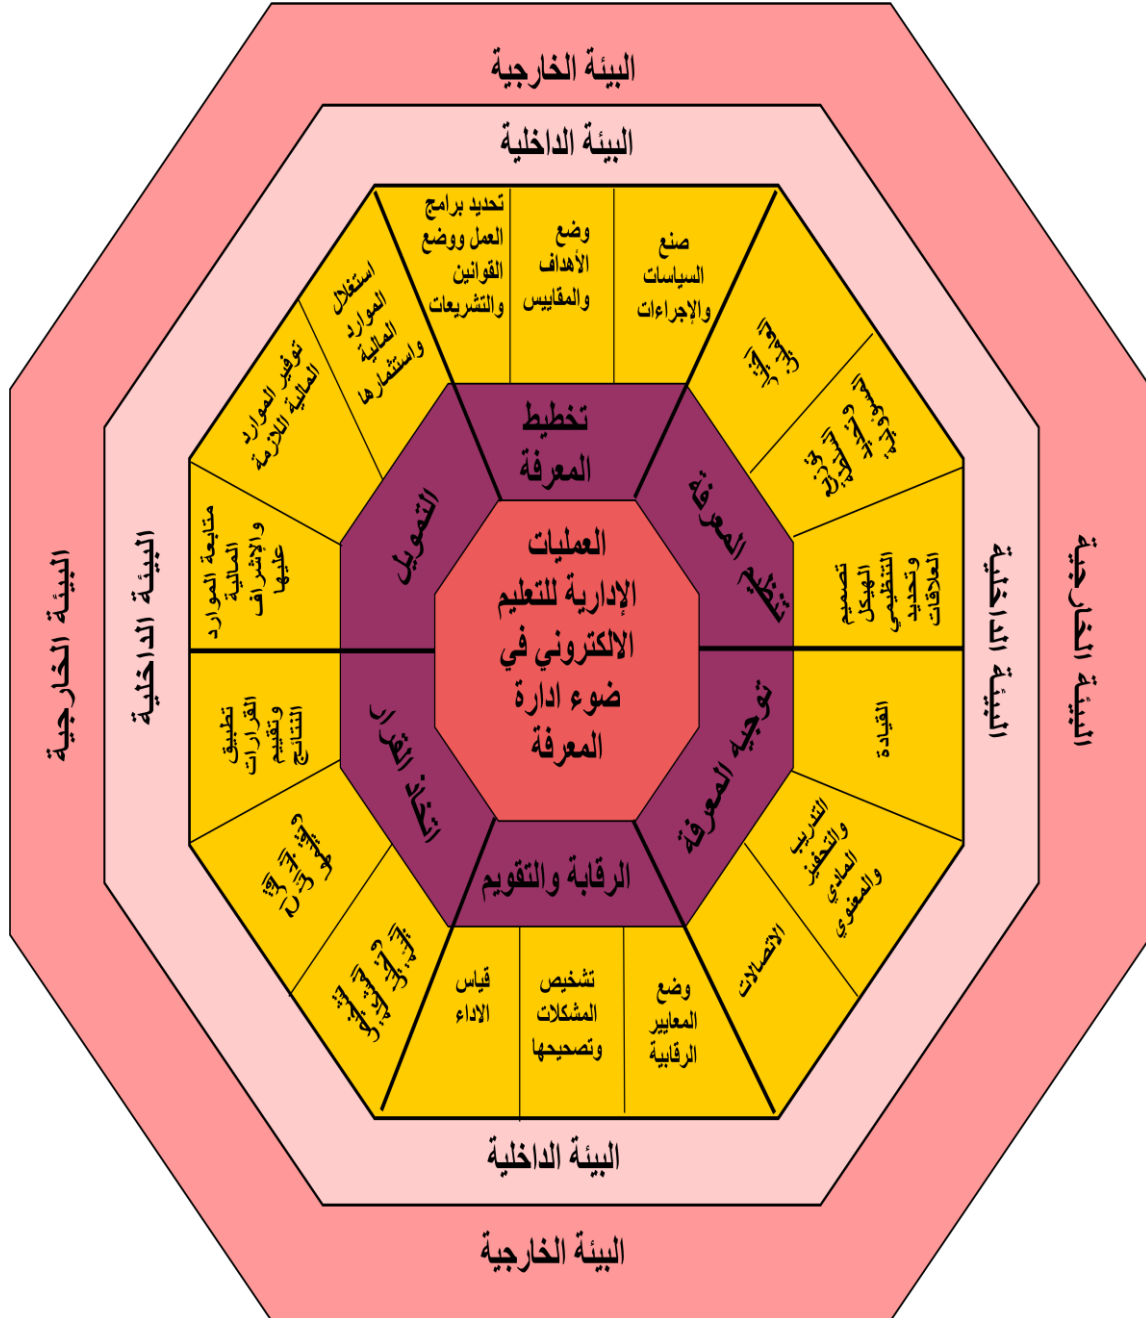 البيئة الخارجية
البيئة الداخلية
صنع
السياسات
والإجراءات
وضع
الأهداف
والمقاييس
تحديد برامج
العمل ووضع
القوانين
والتشريعات
تخطيط
المعرفة
تنظيم المعرفة
تصميم
الهيكل
التنظيمي
وتحديد
العلاقات
توجيه المعرفة
القيادة
التدريب
والتحفيز
المادي
والمعنوي
الاتصالات
الرقابة والتقويم
وضع
المعايير
الرقابية
تشخيص
المشكلات
وتصحيحها
قياس
الاداء
اتخاذ القرار
تطبيق
القرارات
وتقييم
النتائج
التمويل
متابعة الموارد
المالية
والإشراف
عليها
توفير الموارد
المالية اللازمة
استغلال
الموارد
المالية
واستثمارها
العمليات
الإدارية للتعليم
الالكتروني في
ضوء ادارة
المعرفة
البيئة الداخلية
البيئة الخارجية
البيئة الداخلية
البيئة الخارجية
البيئة الداخلية
البيئة الخارجية